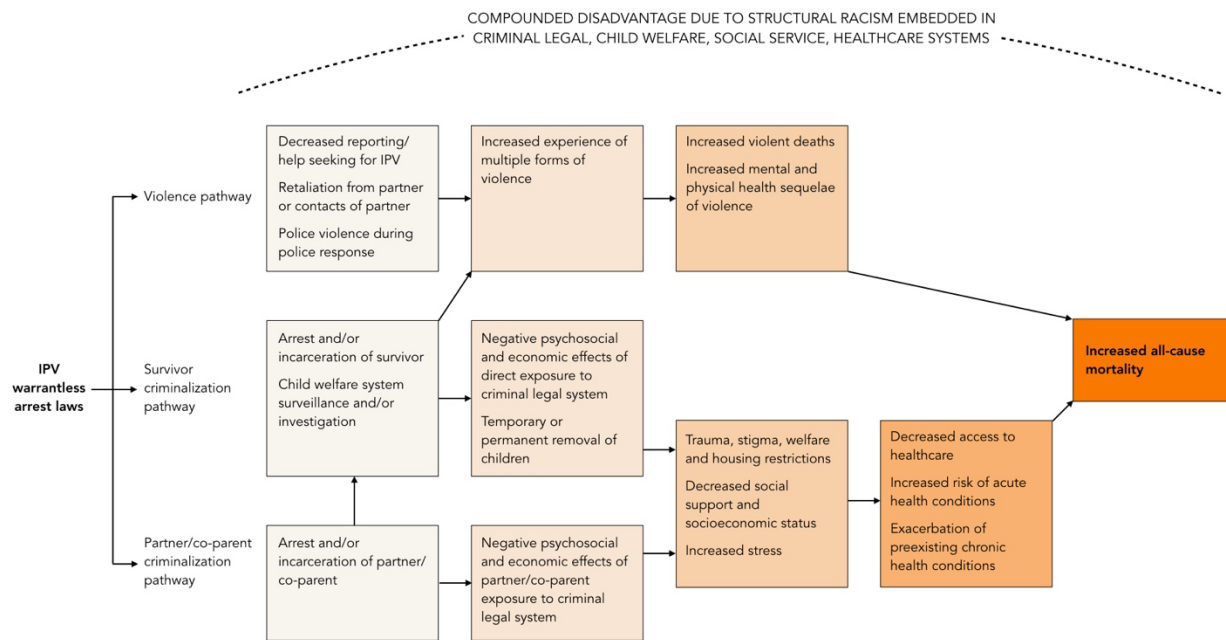 COMPOUNDED DISADVANTAGE DUE TO STRUCTURAL RACISM EMBEDDED IN
CRIMINAL LEGAL, CHILD WELFARE, SOCIAL SERVICE, HEALTHCARE SYSTEMS
IPV
warrantless
arrest laws
Violence pathway
Decreased reporting/
help seeking for IPV
Retaliation from partner
or contacts of partner
Police violence during
police response
Increased experience of
multiple forms of
violence
Increased violent deaths
Increased mental and
physical health sequelae
of violence
Survivor
criminalization
pathway
Arrest and/or
incarceration of survivor
Child welfare system
surveillance and/or
investigation
Negative psychosocial
and economic effects of
direct exposure to
criminal legal system
Temporary or
permanent removal of
children
Partner/co-parent
criminalization
pathway
Arrest and/or
incarceration of partner/
co-parent
Negative psychosocial
and economic effects of
partner/co-parent
exposure to criminal
legal system
Trauma, stigma, welfare
and housing restrictions
Decreased social
support and
socioeconomic status
Increased stress
Decreased access to
healthcare
Increased risk of acute
health conditions
Exacerbation of
preexisting chronic
health conditions
Increased all-cause
mortality